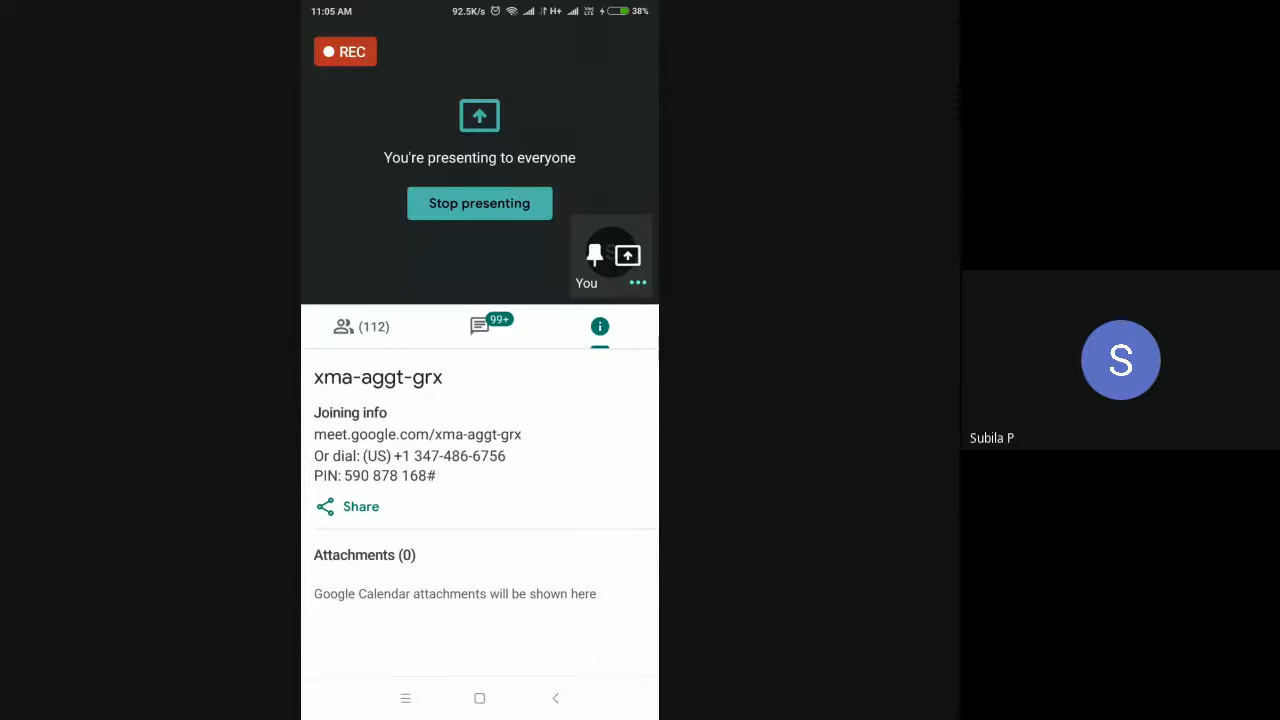 11:05 AM
92.5K/s H+ 38%
REC
You're presenting to everyone
Stop presenting
You
(112)
99+
xma-aggt-grx
Joining info
meet.google.com/xma-aggt-grx
Or dial: (US) +1 347-486-6756
PIN: 590 878 168#
Share
Attachments (0)
Google Calendar attachments will be shown here
S
Subila P